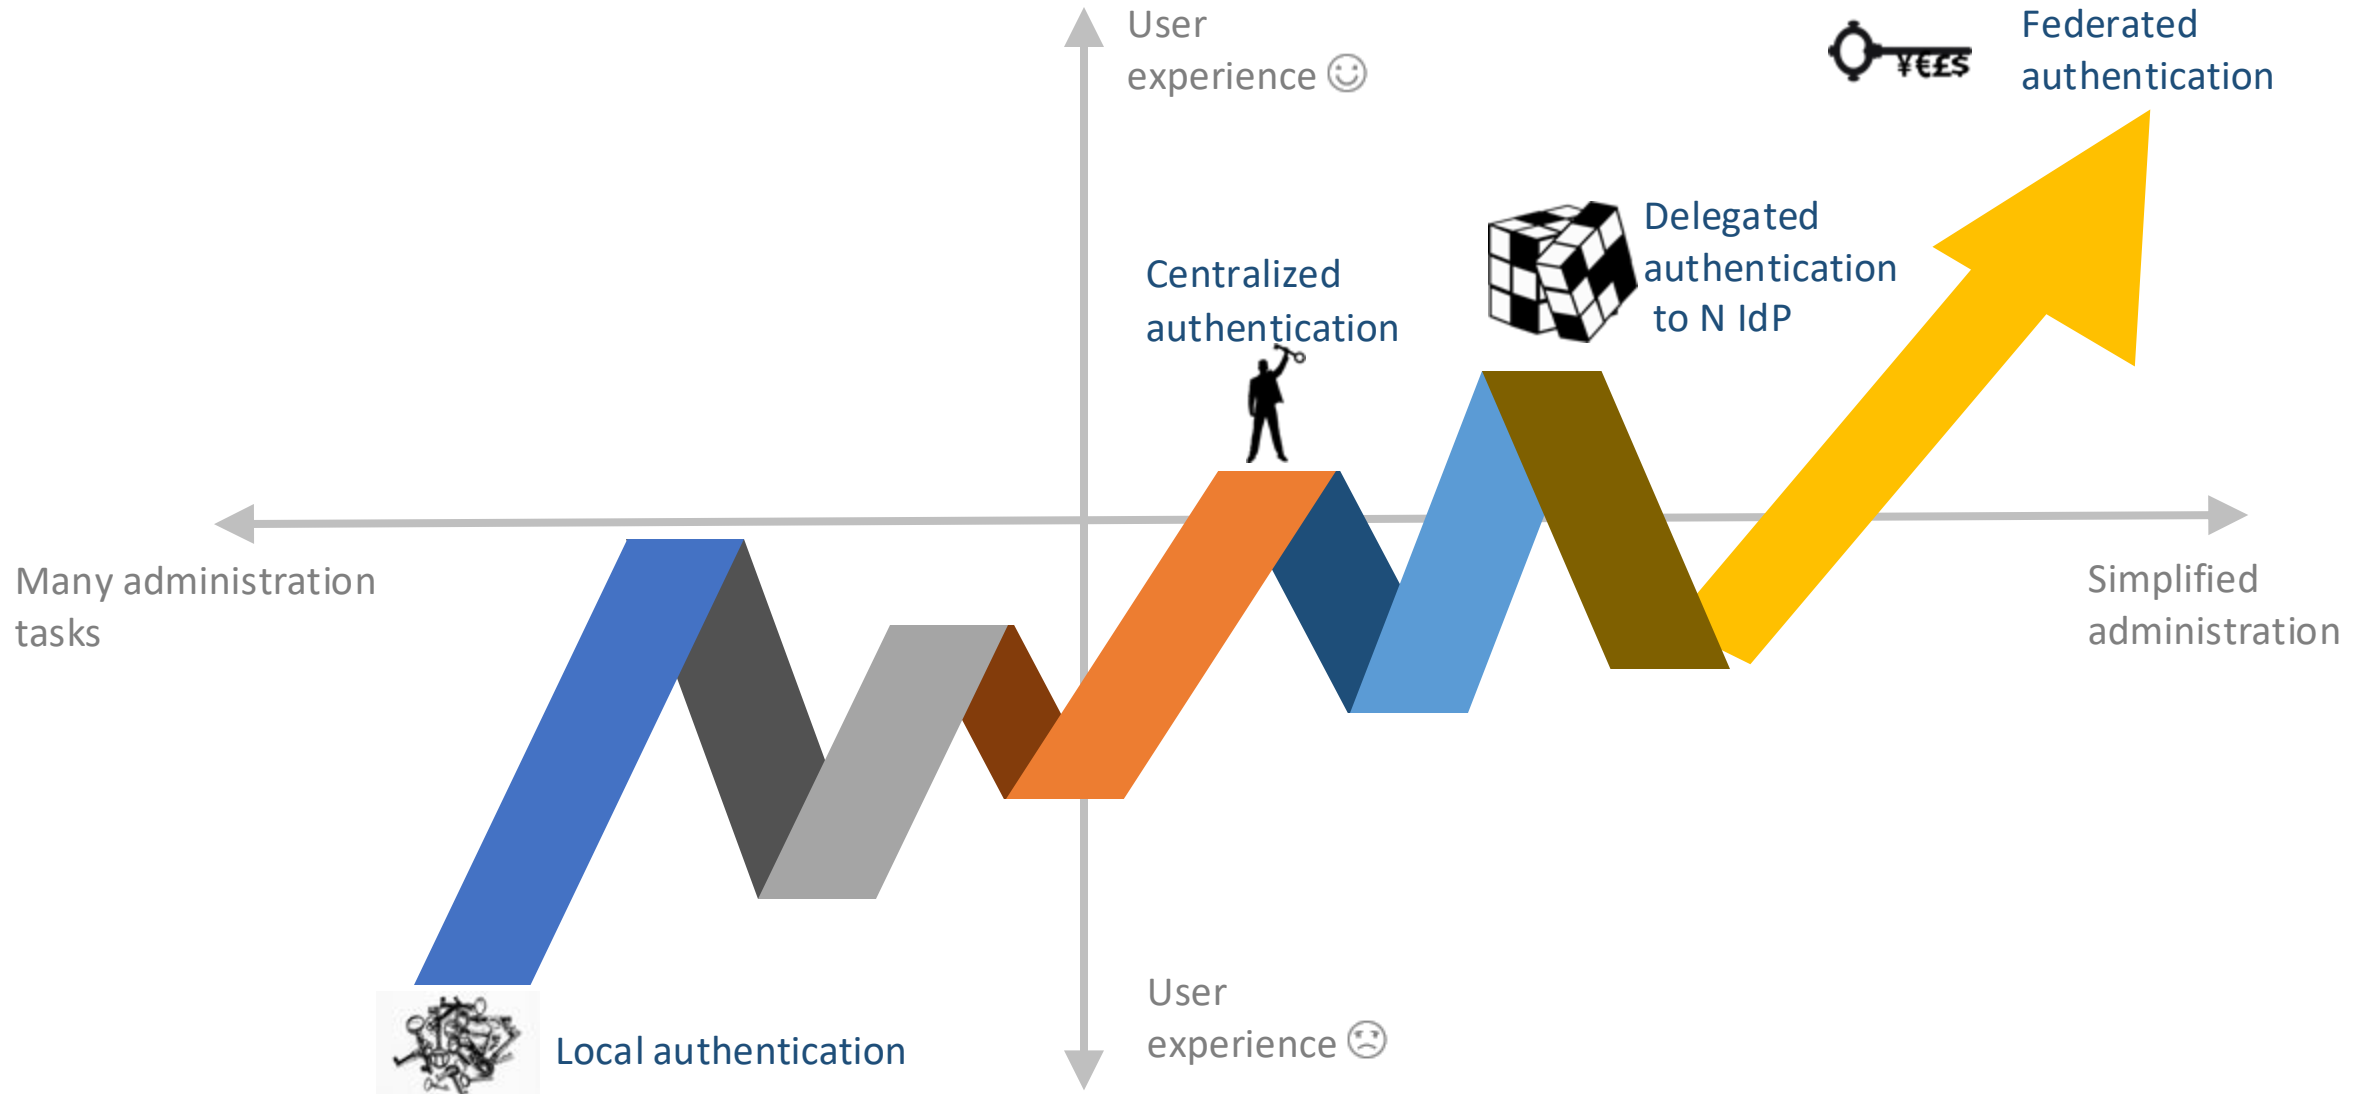 User
experience
¥€£$
Federated
authentication
Delegated
authentication
to N IdP
Centralized
authentication
Many administration
tasks
Simplified
administration
User
experience
Local authentication